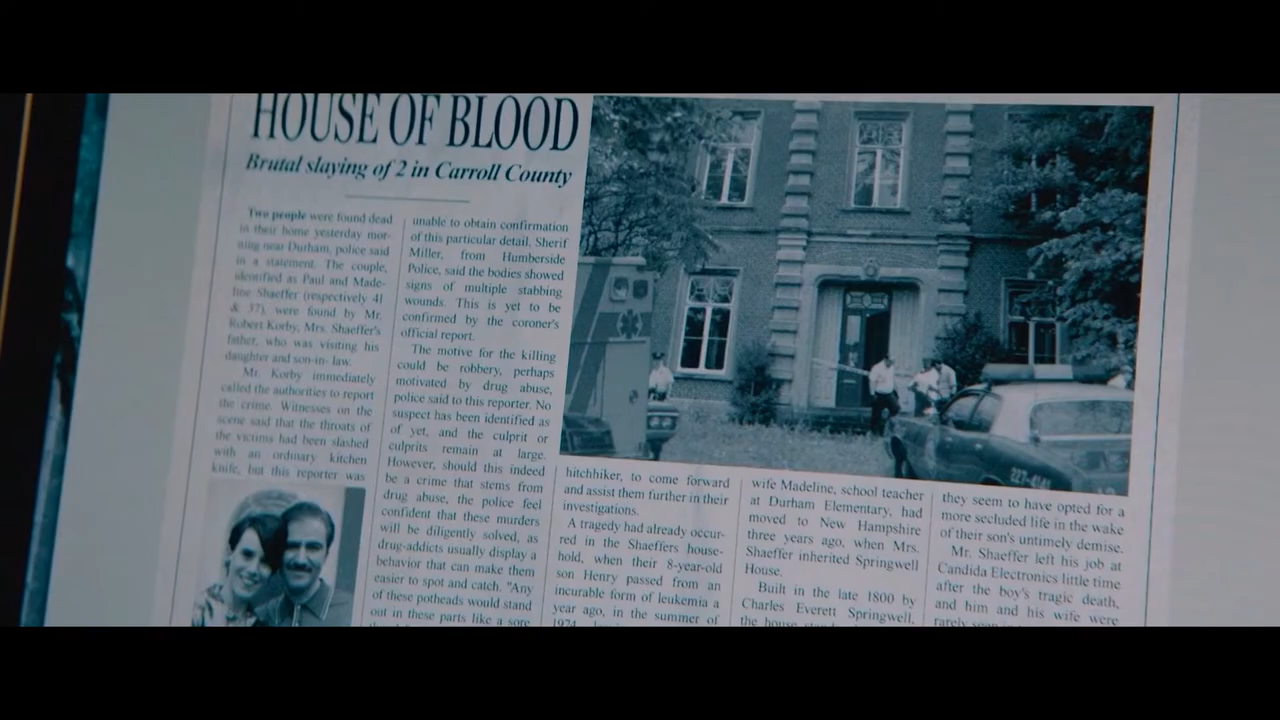 HOUSE OF BLOOD
Brutal slaying of 2 in Carroll County
Two people were found dead
in their home yesterday mor-
ning near Durham, police said
in a statement. The couple,
identified as Paul and Made-
line Shaeffer (respectively 41
& 37), were found by Mr.
Robert Korby, Mrs. Shaeffer's
father, who was visiting his
daughter and son-in- law.
Mr. Korby immediately
called the authorities to report
the crime. Witnesses on the
scene said that the throats of
the victims had been slashed
with an ordinary kitchen
knife, but this reporter was
unable to obtain confirmation
of this particular detail. Sherif
Miller, from Humberside
Police, said the bodies showed
signs of multiple stabbing
wounds. This is yet to be
confirmed by the coroner's
official report.
The motive for the killing
could be robbery, perhaps
motivated by drug abuse,
police said to this reporter. No
suspect has been identified as
of yet, and the culprit or
culprits remain at large.
However, should this indeed
be a crime that stems from
drug abuse, the police feel
confident that these murders
will be diligently solved, as
drug-addicts usually display a
behavior that can make them
easier to spot and catch. "Any
of these potheads would stand
out in these parts like a sore
hitchhiker, to come forward
and assist them further in their
investigations.
A tragedy had already occur-
red in the Shaeffers house-
hold, when their 8-year-old
son Henry passed from an
incurable form of leukemia a
year ago, in the summer of
1974,
wife Madeline, school teacher
at Durham Elementary, had
moved to New Hampshire
three years ago, when Mrs.
Shaeffer inherited Springwell
House.
Built in the late 1800 by
Charles Everett Springwell,
the house
they seem to have opted for a
more secluded life in the wake
of their son's untimely demise.
Mr. Shaeffer left his job at
Candida Electronics little time
after the boy's tragic death,
and him and his wife were
rarely
227-4141